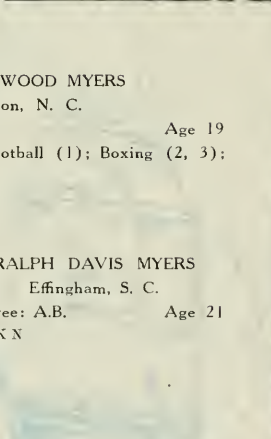 WOOD MYERS
on, N. C.
Age 19
otball (1); Boxing (2, 3);
RALPH DAVIS MYERS
Effingham, S. C.
ee: A.B. Age 21
K N